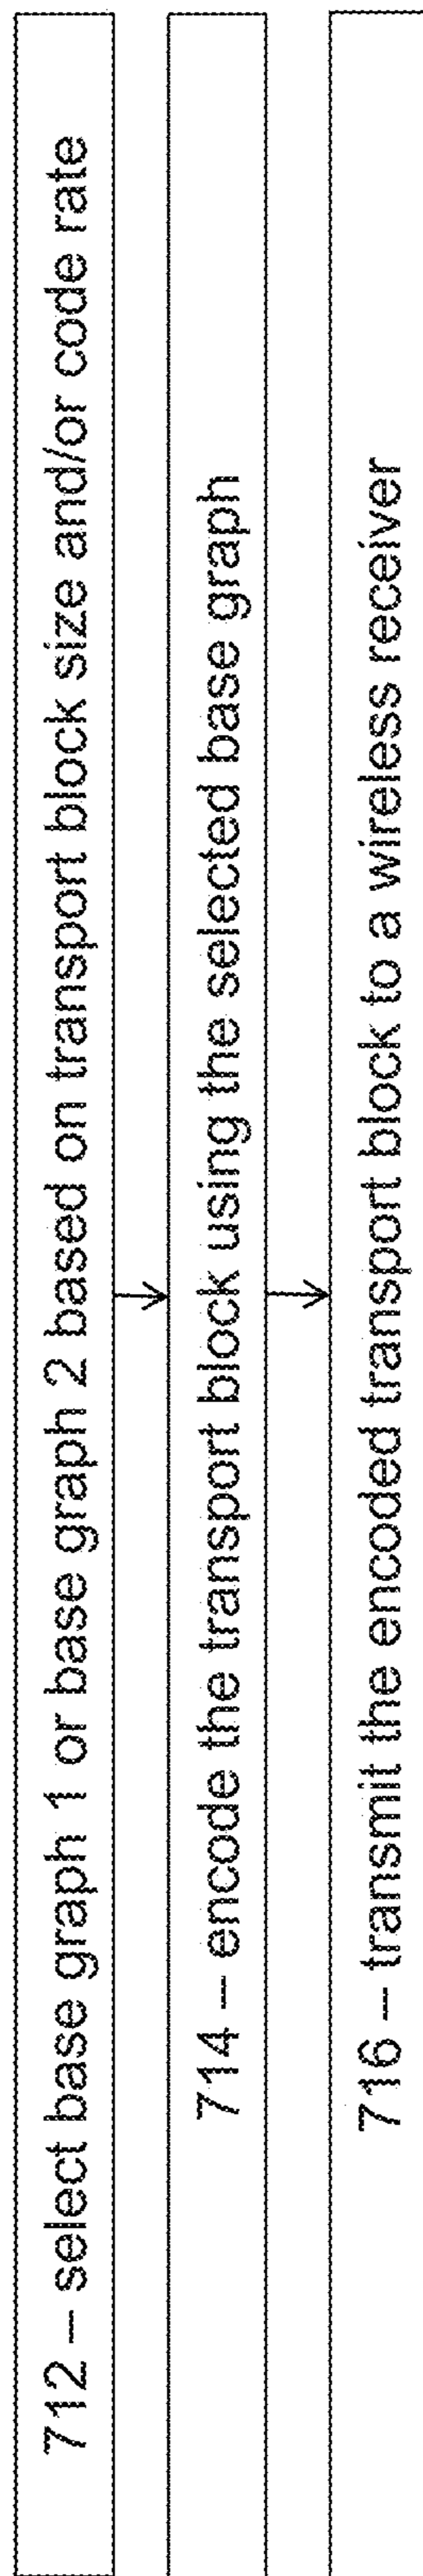 712 – select base graph 1 or base graph 2 based on transport block size and/or code rate
714 – encode the transport block using the selected base graph
716 – transmit the encoded transport block to a wireless receiver